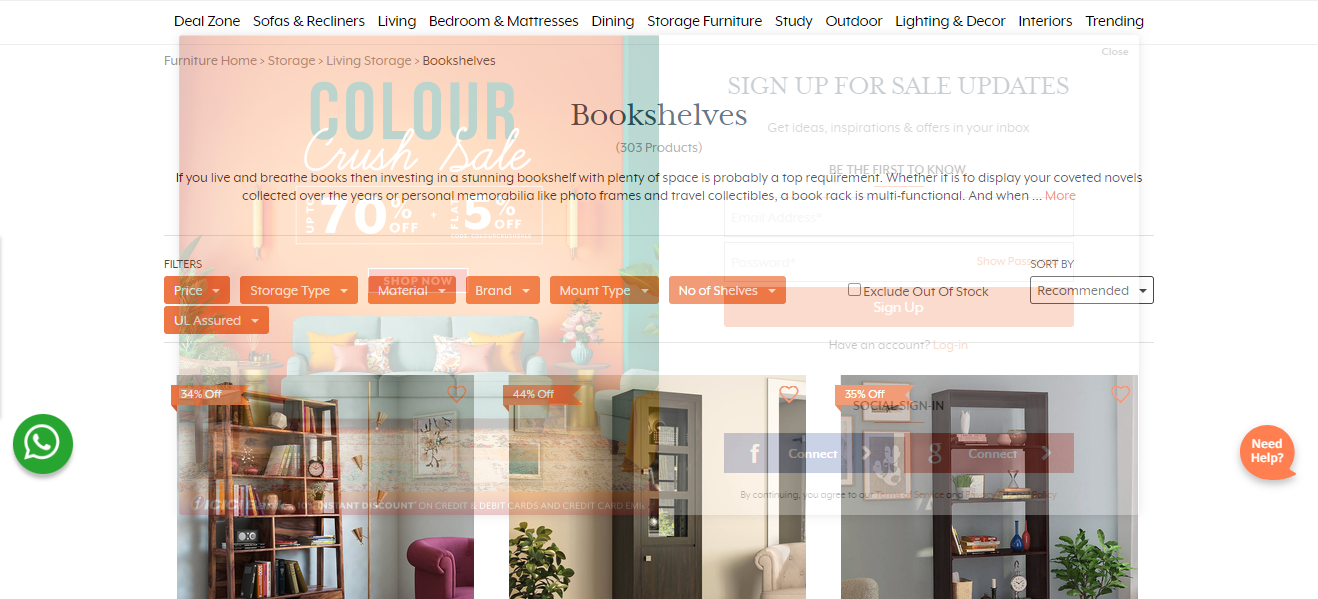 Deal Zone Sofas & Recliners Living Bedroom & Mattresses Dining Storage Furniture Study Outdoor Lighting & Decor Interiors Trending
Furniture Home > Storage > Living Storage > Bookshelves
Close
COLOUR
Crush Sale
UP TO 70% OFF + FLAT 5% OFF
SHOP NOW
SIGN UP FOR SALE UPDATES
Get ideas, inspirations & offers in your inbox
BE THE FIRST TO KNOW
Email Address*
Password*
Show Pass
Sign Up
Have an account? Log-in
SOCIAL SIGN-IN
f Connect
g Connect
By continuing, you agree to our Terms of Service and Privacy Policy
Bookshelves
(303 Products)
If you live and breathe books then investing in a stunning bookshelf with plenty of space is probably a top requirement. Whether it is to display your coveted novels
collected over the years or personal memorabilia like photo frames and travel collectibles, a book rack is multi-functional. And when ... More
FILTERS
SORT BY
Price Storage Type Material Brand Mount Type No of Shelves Exclude Out Of Stock Recommended
UL Assured
34% Off 44% Off 35% Off
ICICI 10% INSTANT DISCOUNT* ON CREDIT & DEBIT CARDS AND CREDIT CARD EMI
Need
Help?